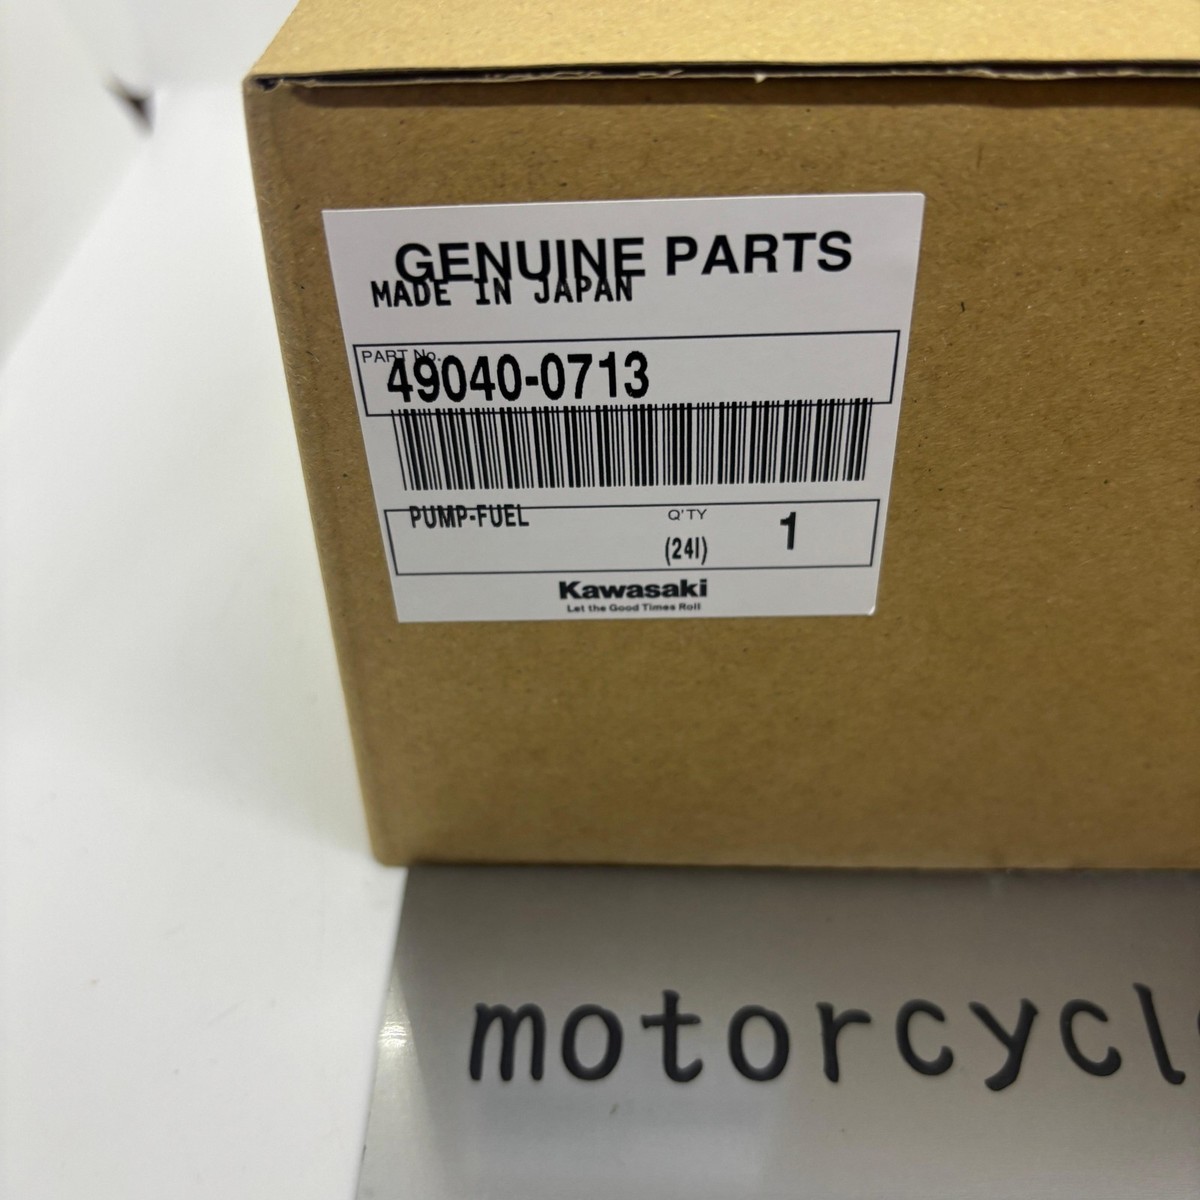 GENUINE PARTS
MADE IN JAPAN
PART No.
49040-0713
PUMP-FUEL
Q'TY
(24I)
1
Kawasaki
Let the Good Times Roll
motorcycl